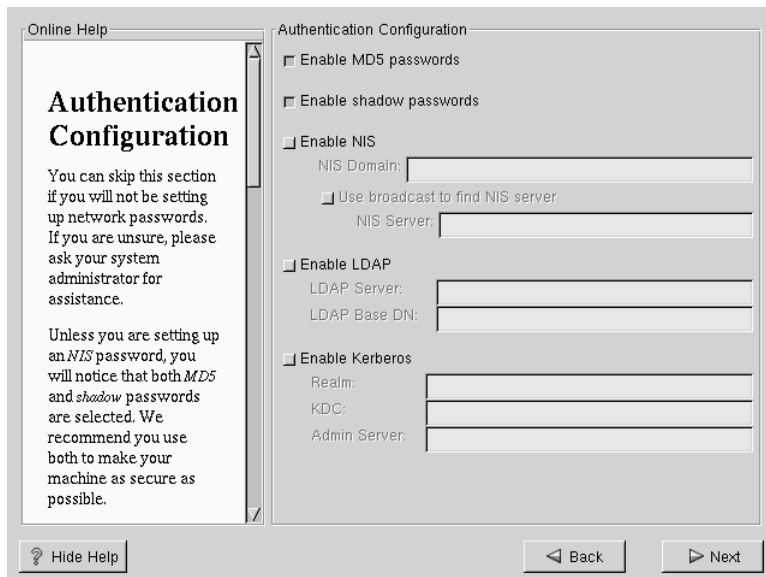 Online Help
Authentication
Configuration
You can skip this section
if you will not be setting
up network passwords.
If you are unsure, please
ask your system
administrator for
assistance.
Unless you are setting up
an NIS password, you
will notice that both MD5
and shadow passwords
are selected. We
recommend you use
both to make your
machine as secure as
possible.
Authentication Configuration
Enable MD5 passwords
Enable shadow passwords
Enable NIS
NIS Domain:
Use broadcast to find NIS server
NIS Server:
Enable LDAP
LDAP Server:
LDAP Base DN:
Enable Kerberos
Realm:
KDC:
Admin Server:
Hide Help
Back
Next